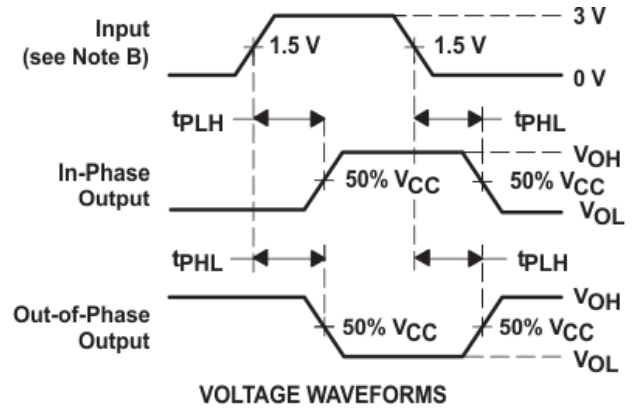 Input
(see Note B)
1.5 V
1.5 V
3 V
0 V
tPLH
tPHL
In-Phase
Output
50% VCC
50% VCC
VOH
VOL
tPHL
tPLH
Out-of-Phase
Output
50% VCC
50% VCC
VOH
VOL
VOLTAGE WAVEFORMS